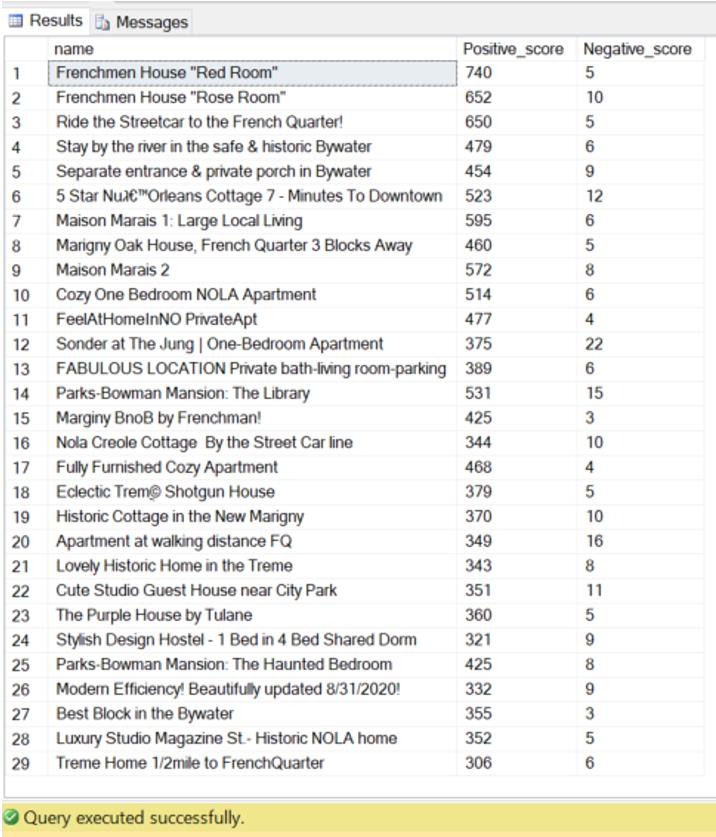 Results Messages
name Positive_score Negative_score
1 Frenchmen House "Red Room" 740 5
2 Frenchmen House "Rose Room" 652 10
3 Ride the Streetcar to the French Quarter! 650 5
4 Stay by the river in the safe & historic Bywater 479 6
5 Separate entrance & private porch in Bywater 454 9
6 5 Star Orleans Cottage 7 - Minutes To Downtown 523 12
7 Maison Marais 1: Large Local Living 595 6
8 Marigny Oak House, French Quarter 3 Blocks Away 460 5
9 Maison Marais 2 572 8
10 Cozy One Bedroom NOLA Apartment 514 6
11 FeelAtHomeInNO PrivateApt 477 4
12 Sonder at The Jung | One-Bedroom Apartment 375 22
13 FABULOUS LOCATION Private bath-living room-parking 389 6
14 Parks-Bowman Mansion: The Library 531 15
15 Marginy BnoB by Frenchman! 425 3
16 Nola Creole Cottage  By the Street Car line 344 10
17 Fully Furnished Cozy Apartment 468 4
18 Eclectic Trem© Shotgun House 379 5
19 Historic Cottage in the New Marigny 370 10
20 Apartment at walking distance FQ 349 16
21 Lovely Historic Home in the Treme 343 8
22 Cute Studio Guest House near City Park 351 11
23 The Purple House by Tulane 360 5
24 Stylish Design Hostel - 1 Bed in 4 Bed Shared Dorm 321 9
25 Parks-Bowman Mansion: The Haunted Bedroom 425 8
26 Modern Efficiency! Beautifully updated 8/31/2020! 332 9
27 Best Block in the Bywater 355 3
28 Luxury Studio Magazine St.- Historic NOLA home 352 5
29 Treme Home 1/2mile to FrenchQuarter 306 6
Query executed successfully.